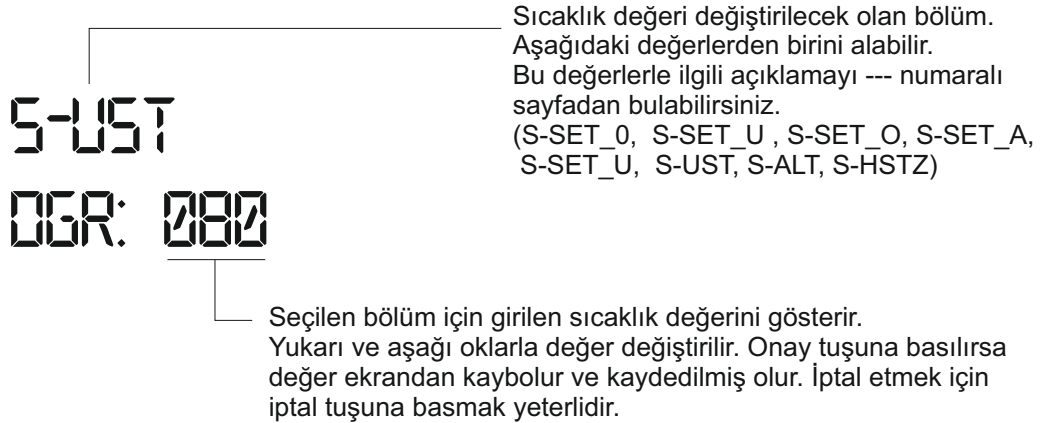 Sıcaklık değeri değiştirilecek olan bölüm.
Aşağıdaki değerlerden birini alabilir.
Bu değerlerle ilgili açıklamayı --- numaralı
sayfadan bulabilirsiniz.
(S-SET_0, S-SET_U , S-SET_O, S-SET_A,
S-SET_U, S-UST, S-ALT, S-HSTZ)
S-UST
DGR: 080
Seçilen bölüm için girilen sıcaklık değerini gösterir.
Yukarı ve aşağı oklarla değer değiştirilir. Onay tuşuna basılırsa
değer ekrandan kaybolur ve kaydedilmiş olur. İptal etmek için
iptal tuşuna basmak yeterlidir.